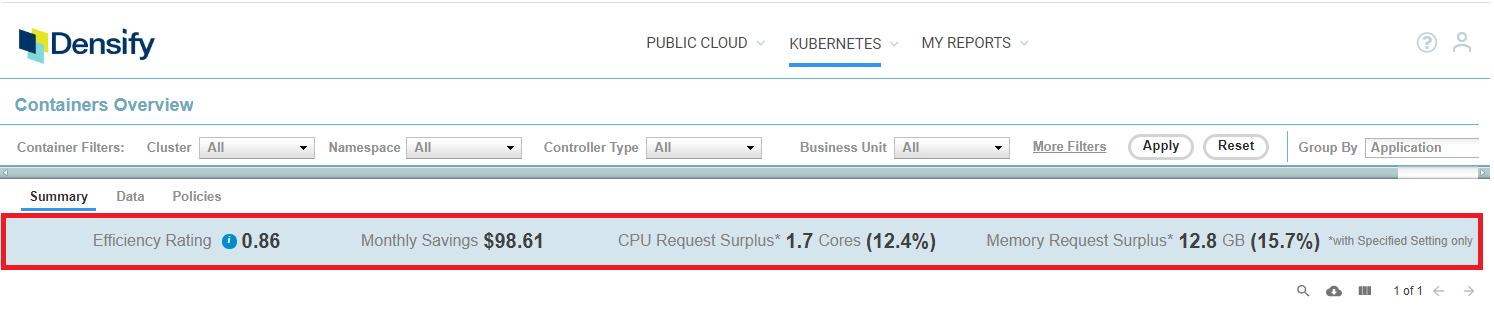 Densify
PUBLIC CLOUD KUBERNETES MY REPORTS ?
Containers Overview
Container Filters: Cluster All Namespace All Controller Type All Business Unit All More Filters Apply Reset Group By Application
Summary Data Policies
Efficiency Rating i 0.86 Monthly Savings $98.61 CPU Request Surplus* 1.7 Cores (12.4%) Memory Request Surplus* 12.8 GB (15.7%) *with Specified Setting only
1 of 1